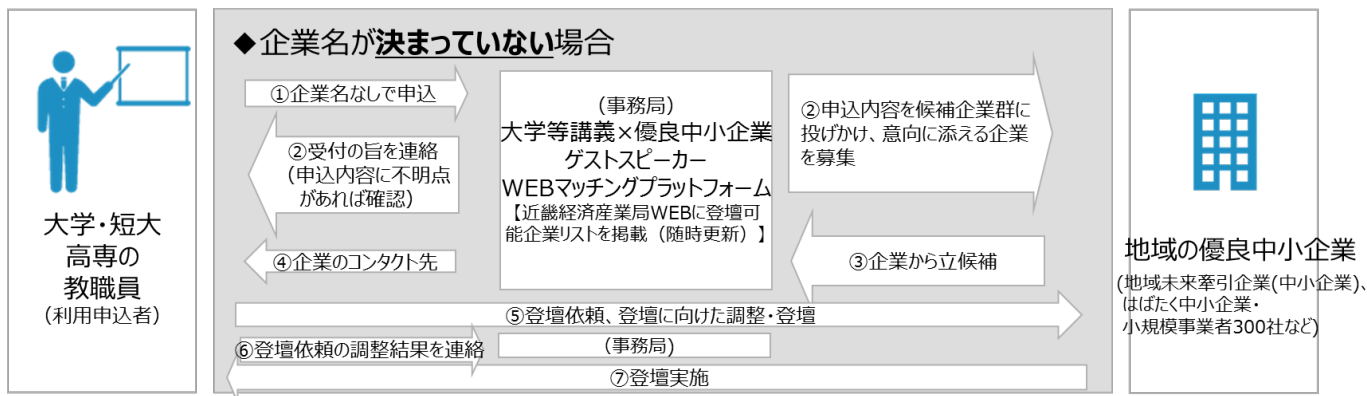 ◆企業名が決まっていない場合
①企業名なしで申込
②受付の旨を連絡
（申込内容に不明点
があれば確認）
④企業のコンタクト先
（事務局）
大学等講義×優良中小企業
ゲストスピーカー
WEBマッチングプラットフォーム
【近畿経済産業局WEBに登壇可
能企業リストを掲載（随時更新）】
②申込内容を候補企業群に
投げかけ、意向に添える企業
を募集
③企業から立候補
⑤登壇依頼、登壇に向けた調整・登壇
⑥登壇依頼の調整結果を連絡
（事務局）
⑦登壇実施
大学・短大
高専の
教職員
（利用申込者）
地域の優良中小企業
(地域未来牽引企業(中小企業)、
はばたく中小企業・
小規模事業者300社など)